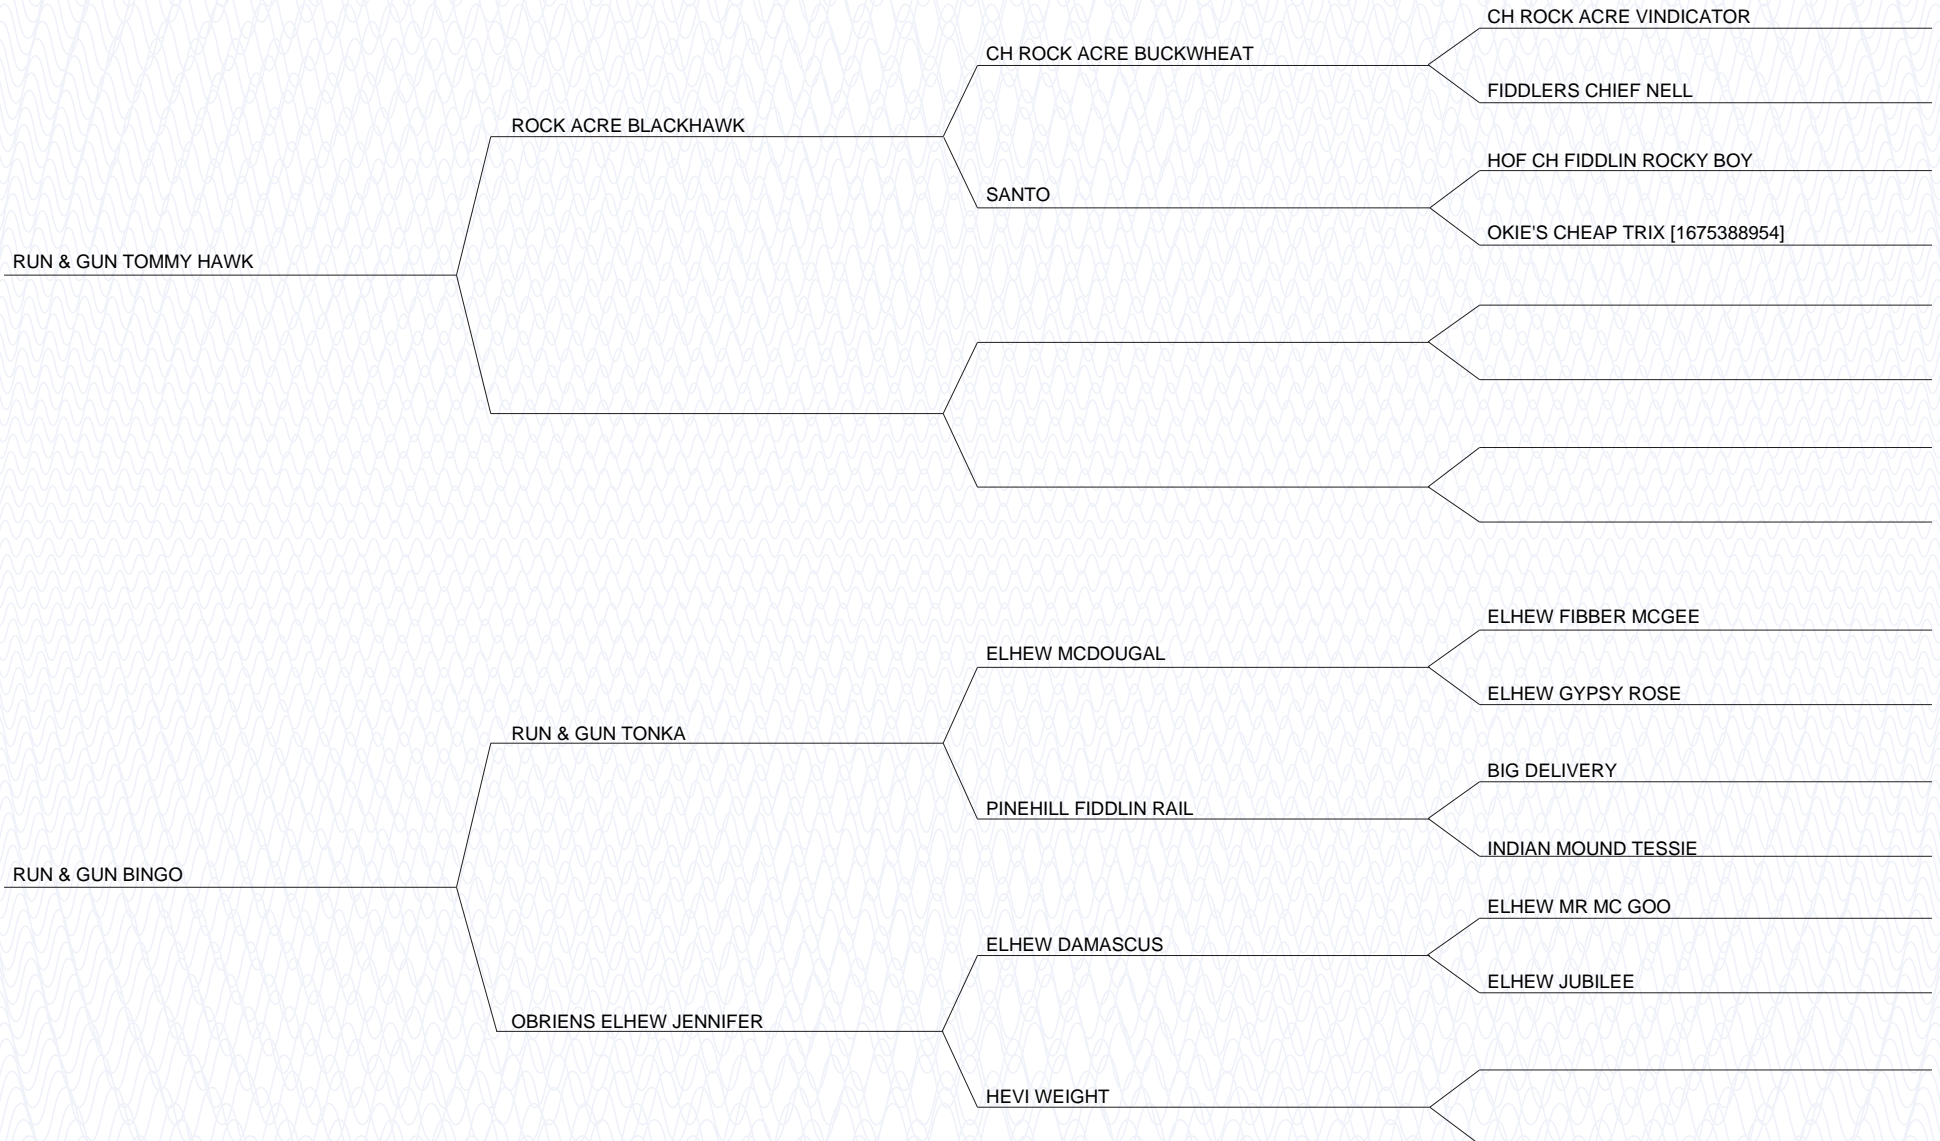 CH ROCK ACRE VINDICATOR
CH ROCK ACRE BUCKWHEAT
FIDDLERS CHIEF NELL
ROCK ACRE BLACKHAWK
HOF CH FIDDLIN ROCKY BOY
SANTO
OKIE'S CHEAP TRIX [1675388954]
RUN & GUN TOMMY HAWK
ELHEW FIBBER MCGEE
ELHEW MCDOUGAL
ELHEW GYPSY ROSE
RUN & GUN TONKA
BIG DELIVERY
PINEHILL FIDDLIN RAIL
INDIAN MOUND TESSIE
RUN & GUN BINGO
ELHEW MR MC GOO
ELHEW DAMASCUS
ELHEW JUBILEE
OBRIENS ELHEW JENNIFER
HEVI WEIGHT